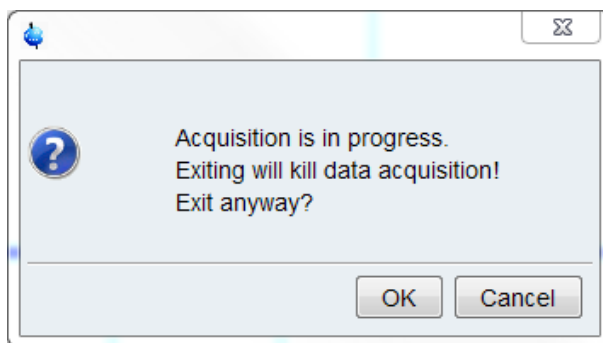 Acquisition is in progress.
Exiting will kill data acquisition!
Exit anyway?
OK Cancel